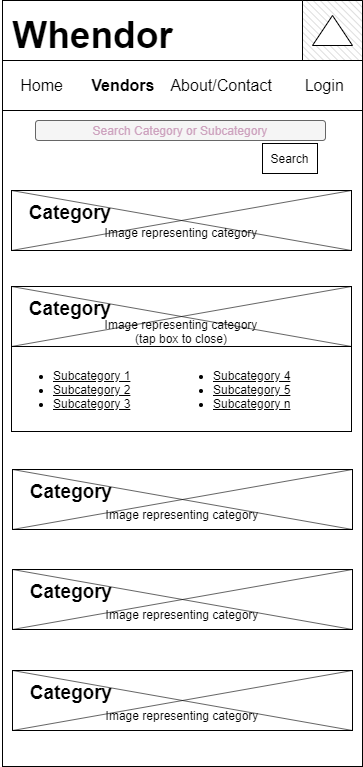 Whendor
Home Vendors About/Contact Login
Search Category or Subcategory
Search
Category
Image representing category
Category
Image representing category
(tap box to close)
Subcategory 1
Subcategory 2
Subcategory 3
Subcategory 4
Subcategory 5
Subcategory n
Category
Image representing category
Category
Image representing category
Category
Image representing category